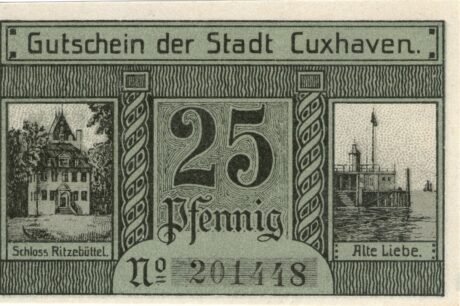 Gutschein der Stadt Cuxhaven.
25
Pfennig
Schloss Ritzebüttel.
Alte Liebe.
Nº 201448